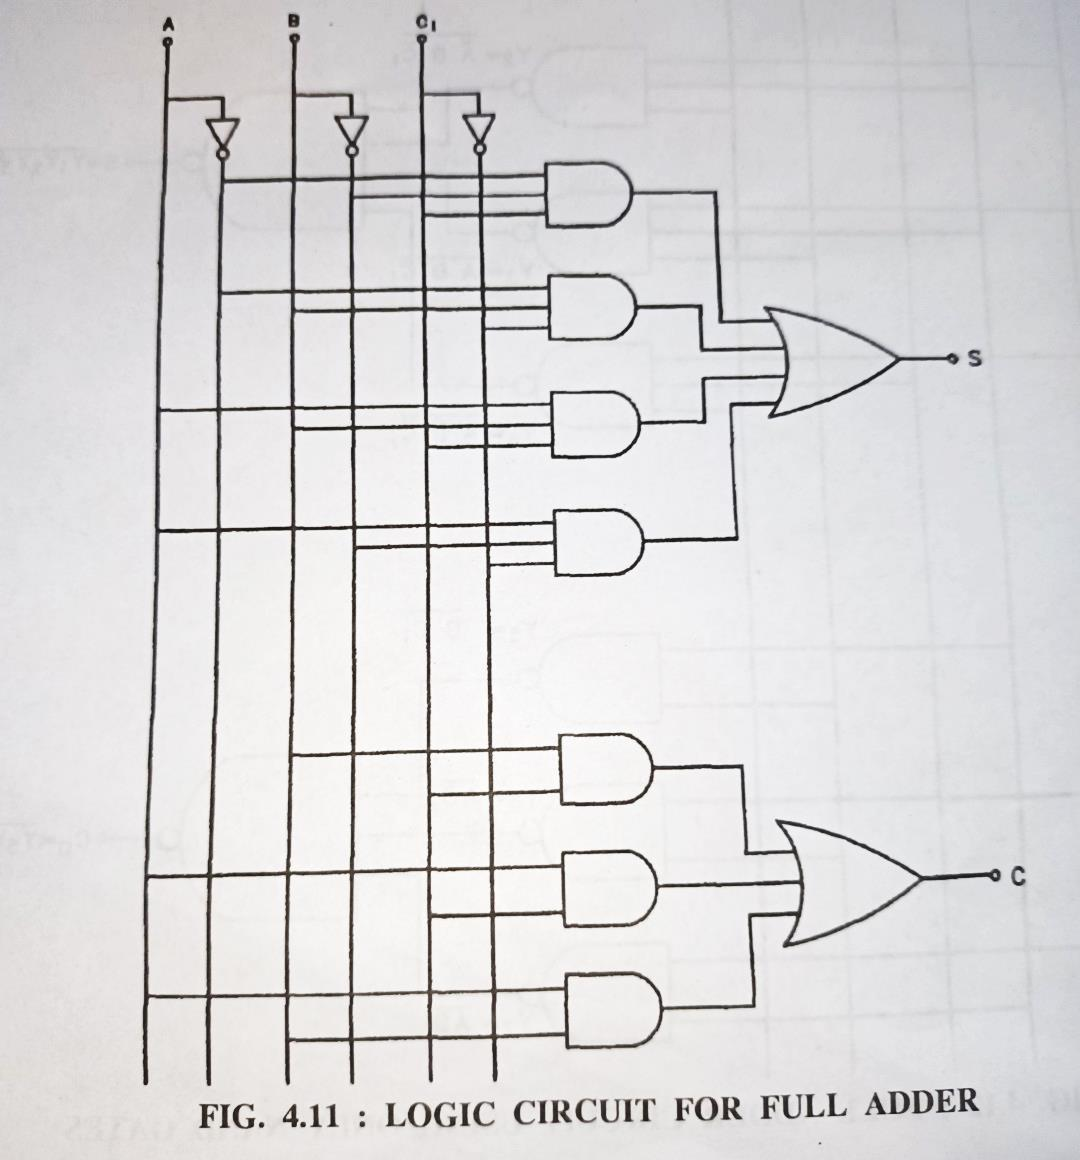 A B C₁
S
C
FIG. 4.11 : LOGIC CIRCUIT FOR FULL ADDER